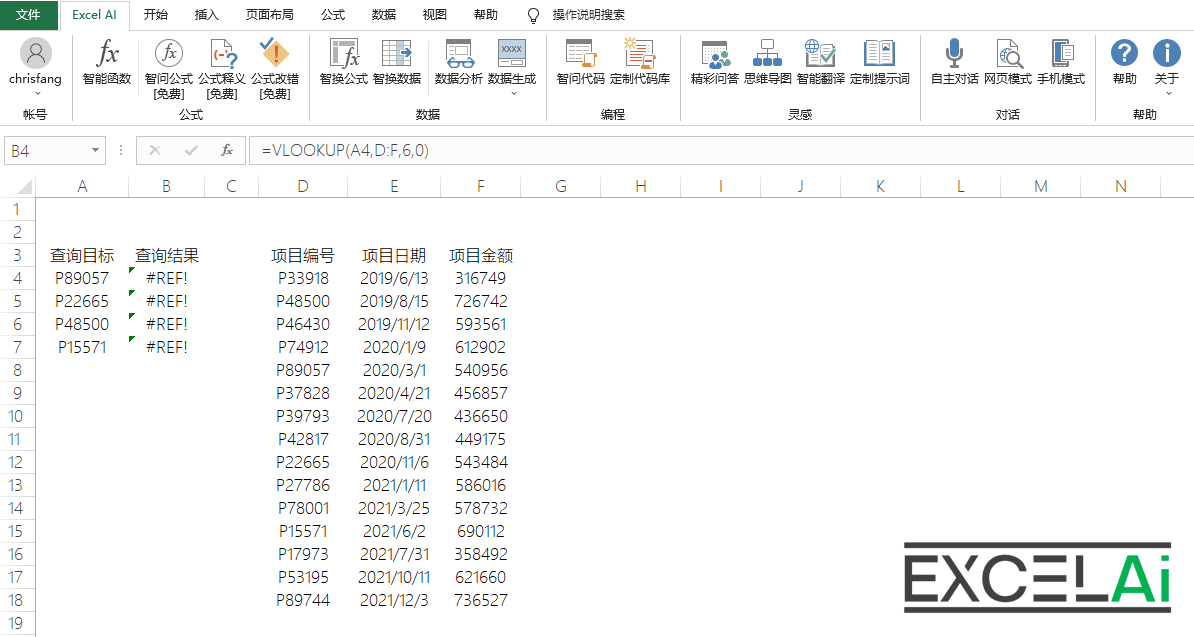 文件 Excel AI 开始 插入 页面布局 公式 数据 视图 帮助 操作说明搜索
chrisfang 智能函数 智问公式 [免费] 公式释义 [免费] 公式改错 [免费] 智换公式 智换数据 数据分析 数据生成 智问代码 定制代码库 精彩问答 思维导图 智能翻译 定制提示词 自主对话 网页模式 手机模式 帮助 关于
帐号 公式 数据 编程 灵感 对话 帮助
B4 fx =VLOOKUP(A4,D:F,6,0)
A B C D E F G H I J K L M N
1
2
3 查询目标 查询结果 项目编号 项目日期 项目金额
4 P89057 #REF! P33918 2019/6/13 316749
5 P22665 #REF! P48500 2019/8/15 726742
6 P48500 #REF! P46430 2019/11/12 593561
7 P15571 #REF! P74912 2020/1/9 612902
8 P89057 2020/3/1 540956
9 P37828 2020/4/21 456857
10 P39793 2020/7/20 436650
11 P42817 2020/8/31 449175
12 P22665 2020/11/6 543484
13 P27786 2021/1/11 586016
14 P78001 2021/3/25 578732
15 P15571 2021/6/2 690112
16 P17973 2021/7/31 358492
17 P53195 2021/10/11 621660
18 P89744 2021/12/3 736527
19
EXCELAi